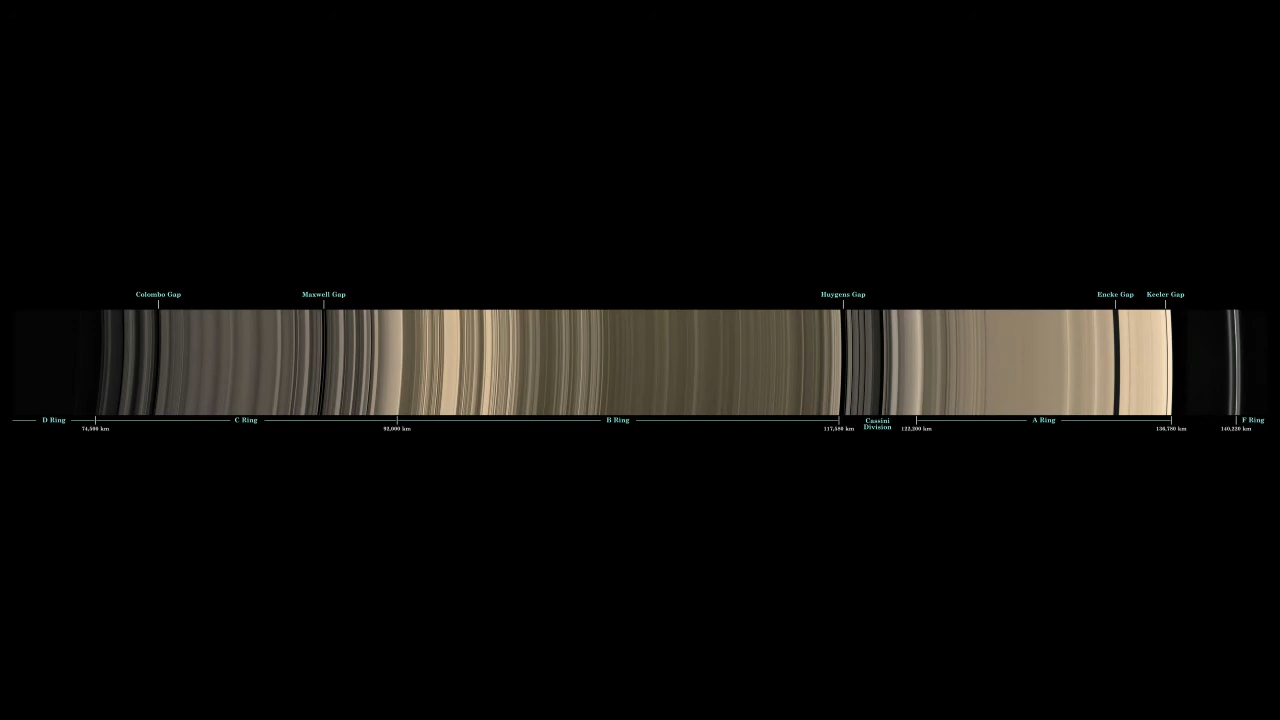 Colombo Gap
Maxwell Gap
Huygens Gap
Encke Gap
Keeler Gap
D Ring
C Ring
B Ring
Cassini
Division
A Ring
F Ring
74,500 km
92,000 km
117,580 km
122,200 km
136,780 km
140,220 km